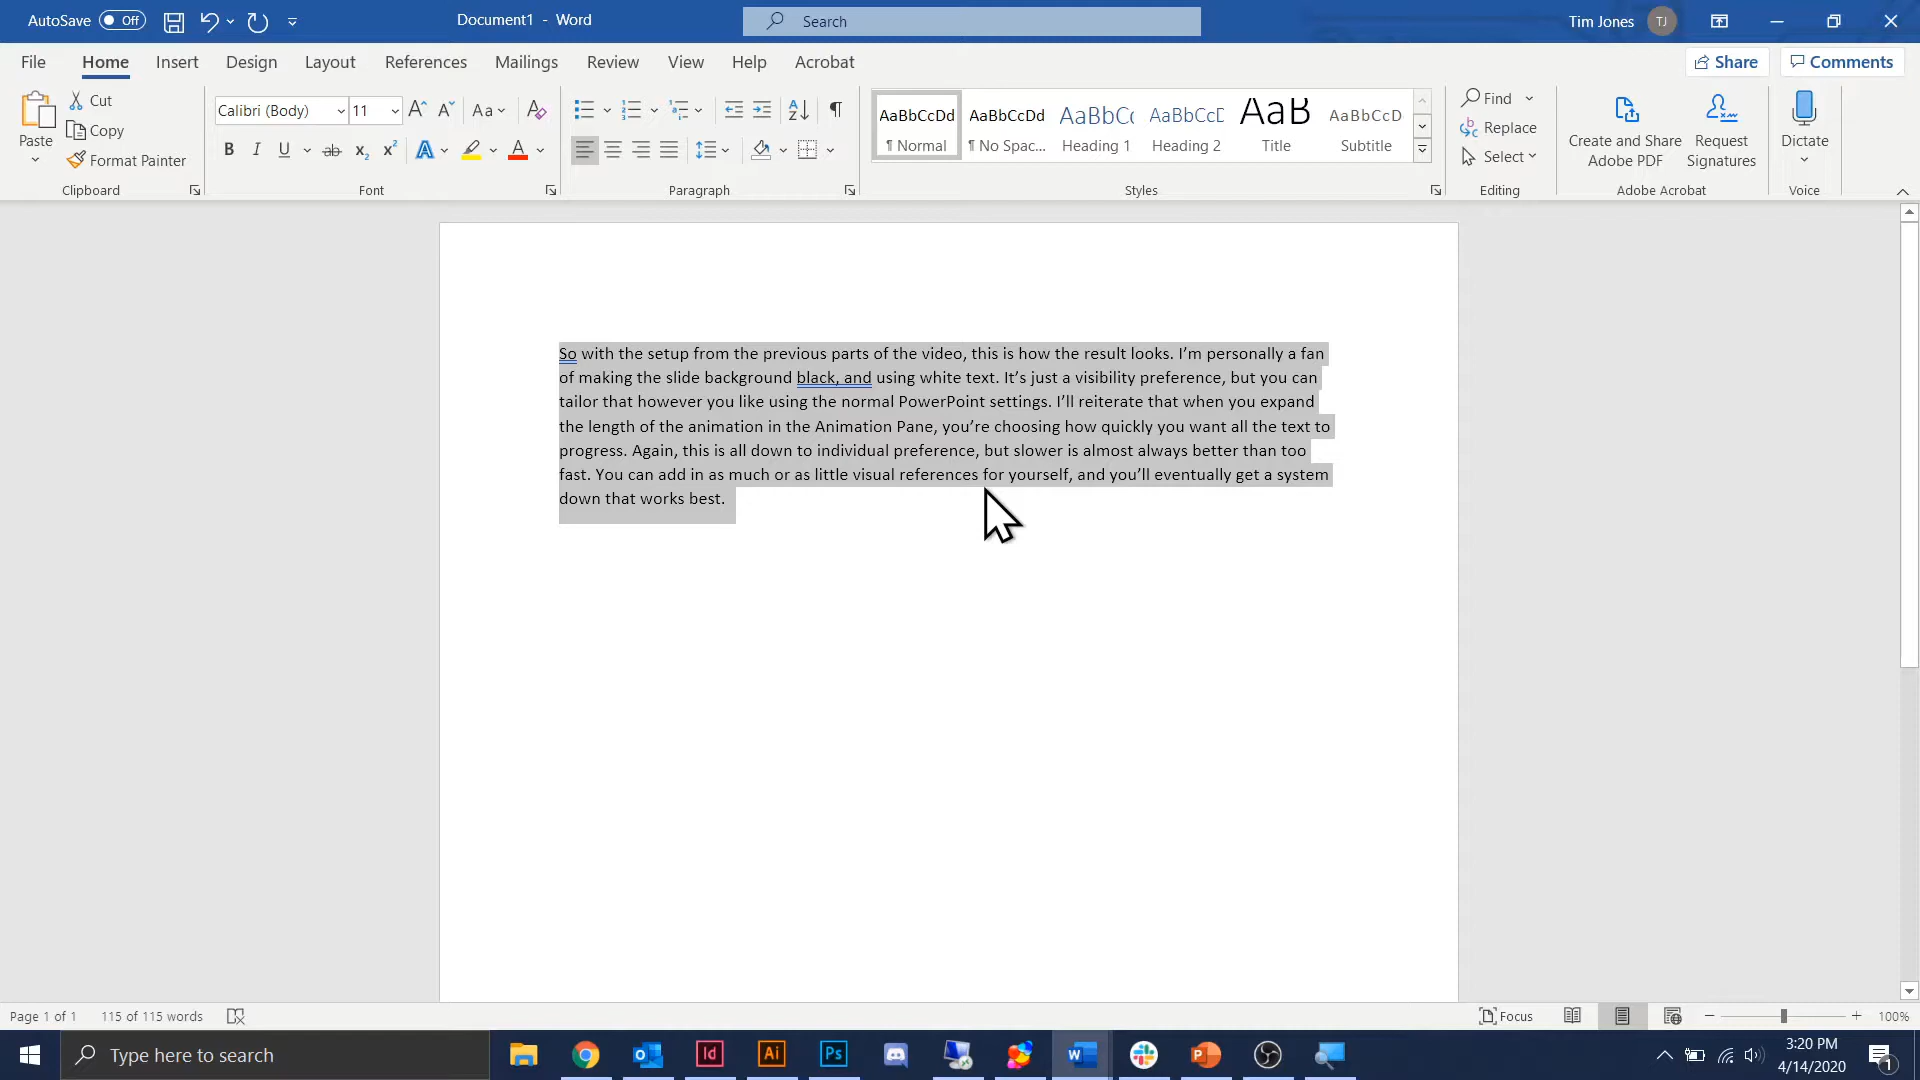 AutoSave Off
Document1 - Word
Search
Tim Jones TJ
File Home Insert Design Layout References Mailings Review View Help Acrobat
Share Comments
Paste
Cut
Copy
Format Painter
Clipboard
Calibri (Body) 11
Font
Paragraph
AaBbCcDd AaBbCcDd AaBbCc AaBbCcD AaB AaBbCcD
¶ Normal ¶ No Spac... Heading 1 Heading 2 Title Subtitle
Styles
Find
Replace
Select
Editing
Create and Share
Adobe PDF
Request
Signatures
Adobe Acrobat
Dictate
Voice
So with the setup from the previous parts of the video, this is how the result looks. I’m personally a fan
of making the slide background black, and using white text. It’s just a visibility preference, but you can
tailor that however you like using the normal PowerPoint settings. I’ll reiterate that when you expand
the length of the animation in the Animation Pane, you’re choosing how quickly you want all the text to
progress. Again, this is all down to individual preference, but slower is almost always better than too
fast. You can add in as much or as little visual references for yourself, and you’ll eventually get a system
down that works best.
Page 1 of 1 115 of 115 words
Focus
100%
Type here to search
3:20 PM
4/14/2020
1